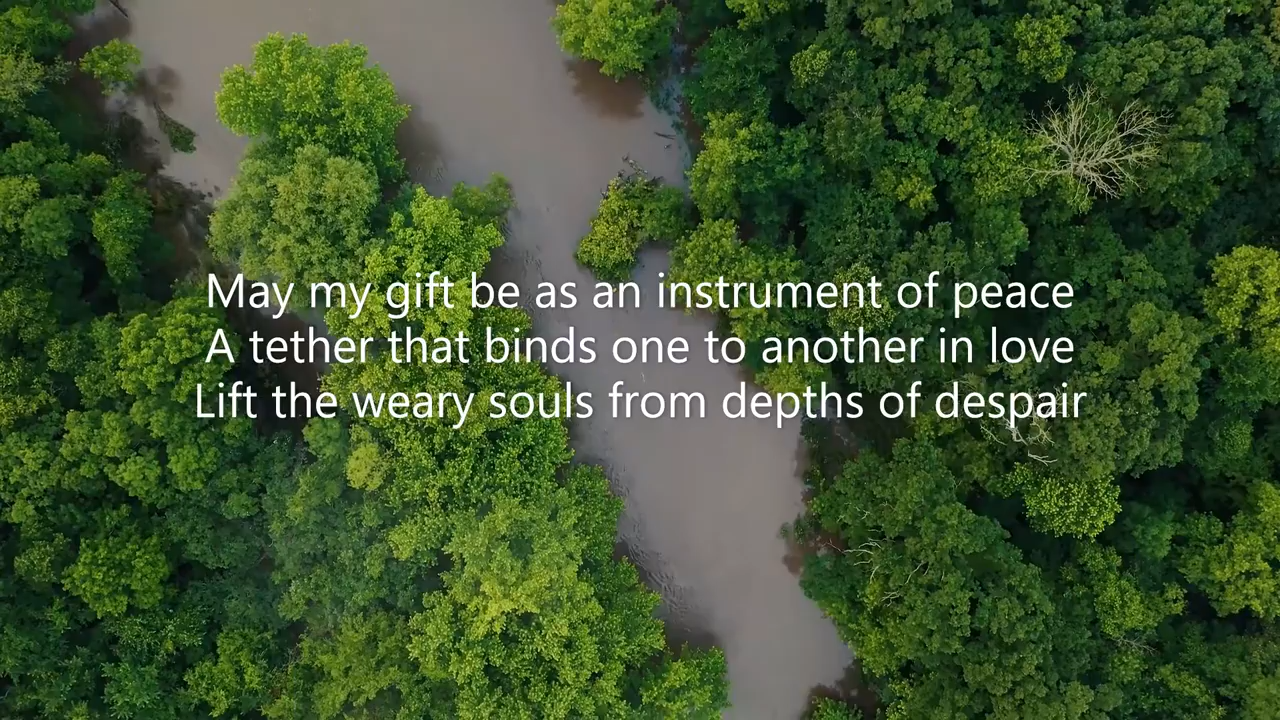 May my gift be as an instrument of peace
A tether that binds one to another in love
Lift the weary souls from depths of despair